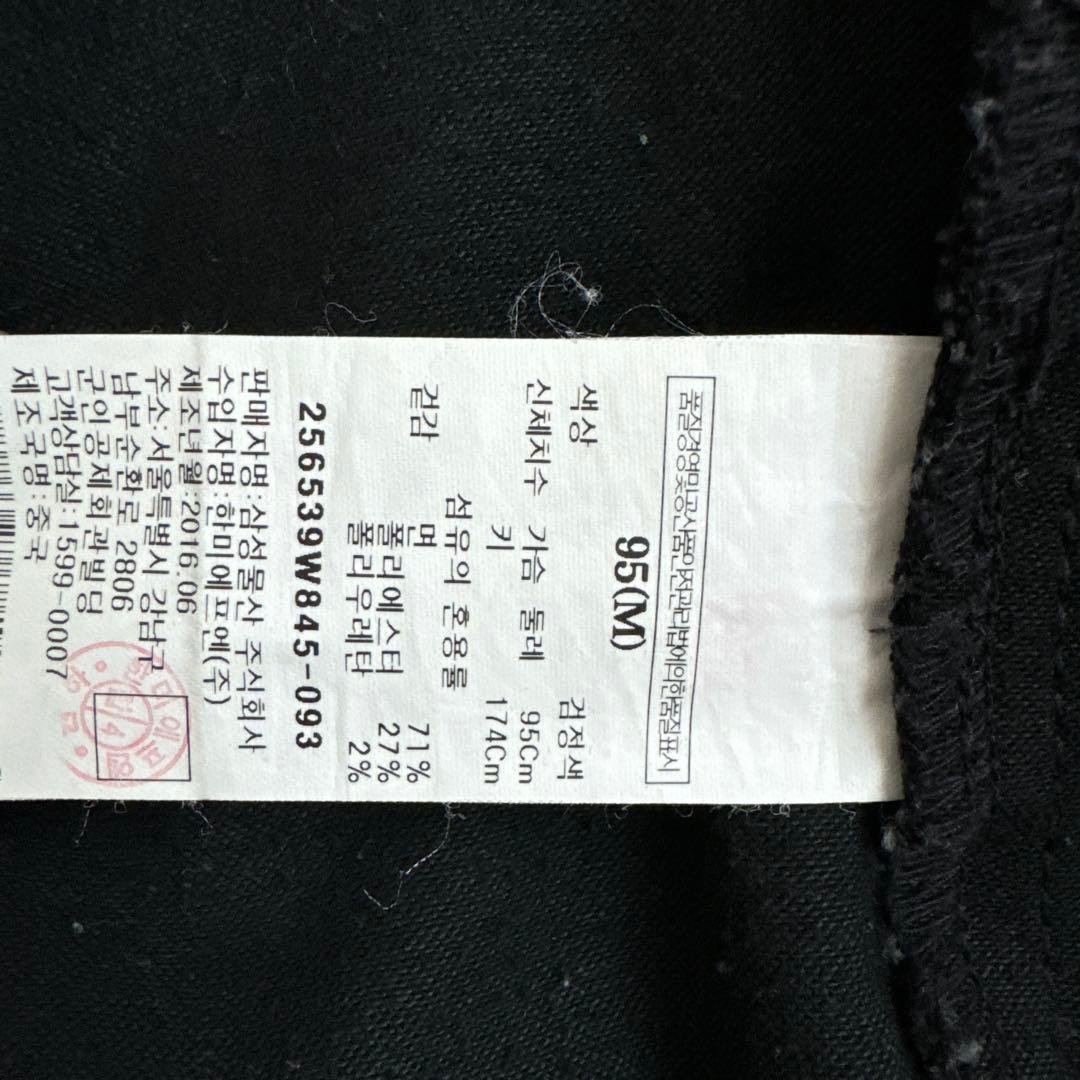 품질경영및공산품안전관리법에의한품질표시
95(M)
색상 검정색
신체치수 가슴 둘레 95Cm
키 174Cm
섬유의 혼용률
겉감 면 71%
폴리에스터 27%
폴리우레탄 2%
256539W845-093
판매자명:삼성물산 주식회사
수입자명:한미에프엔(주)
제조년월:2016.06
주소:서울특별시 강남구
남부순환로 2806
군인공제회관빌딩
고객상담실:1599-0007
제조국명:중국